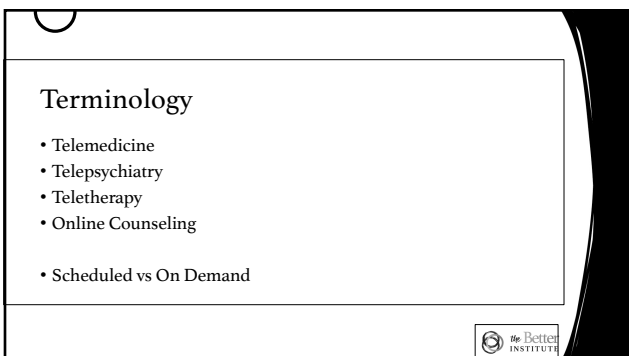 Terminology
• Telemedicine
• Telepsychiatry
• Teletherapy
• Online Counseling
• Scheduled vs On Demand
the Better
INSTITUTE